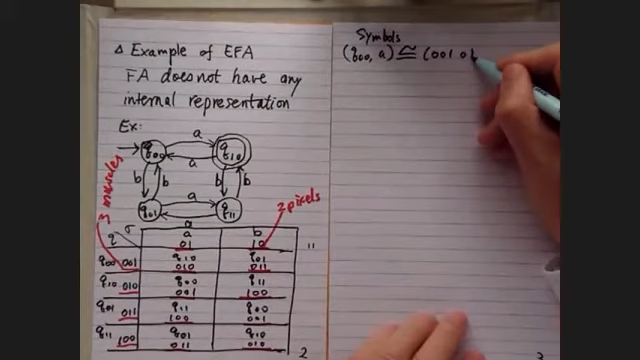 △ Example of EFA
FA does not have any
internal representation
Ex:
a
q00 q10
a
b b b b
a
q01 q11
a
3 muscles
2 pixels
σ a b
q 01 10
q00 001 q10 q01
010 011
q10 010 q00 q11
001 100
q01 011 q11 q00
100 001
q11 100 q01 q10
011 010
"
2
Symbols
(q00, a) ≅ (001 01
3